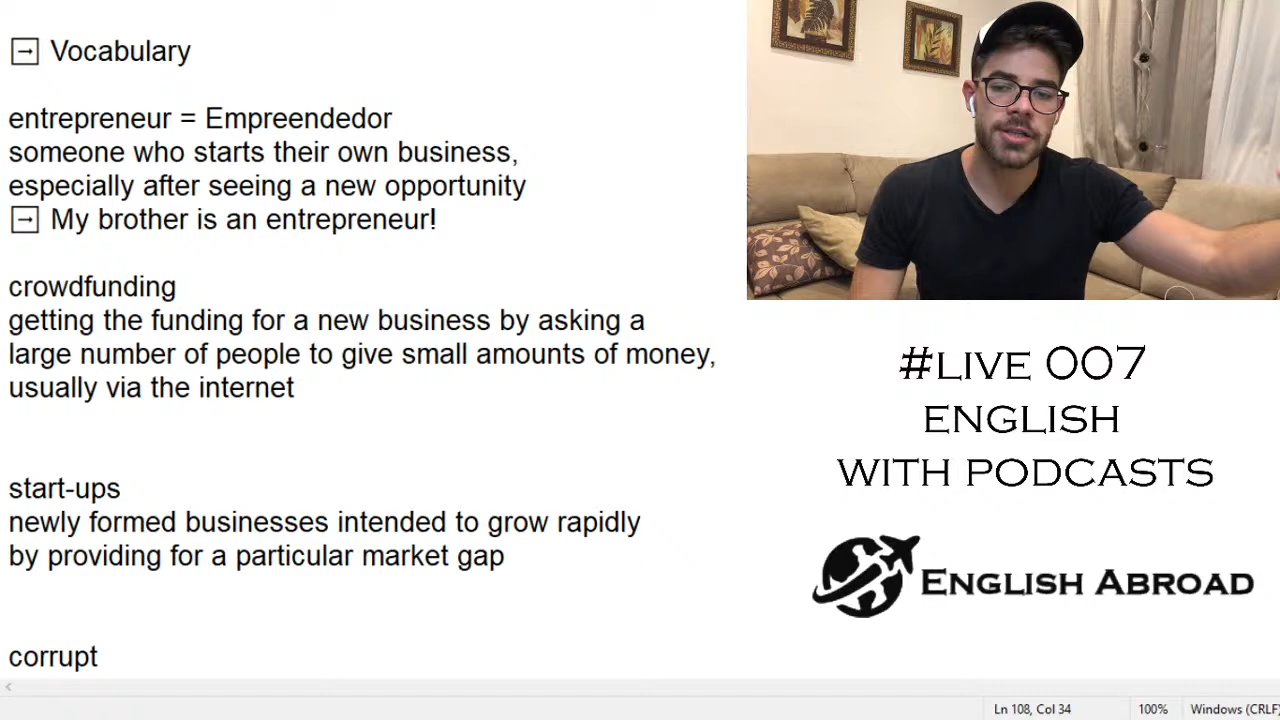 → Vocabulary
entrepreneur = Empreendedor
someone who starts their own business,
especially after seeing a new opportunity
→ My brother is an entrepreneur!
crowdfunding
getting the funding for a new business by asking a
large number of people to give small amounts of money,
usually via the internet
start-ups
newly formed businesses intended to grow rapidly
by providing for a particular market gap
corrupt
#LIVE 007
ENGLISH
WITH PODCASTS
ENGLISH ABROAD
Ln 108, Col 34
100%
Windows (CRLF